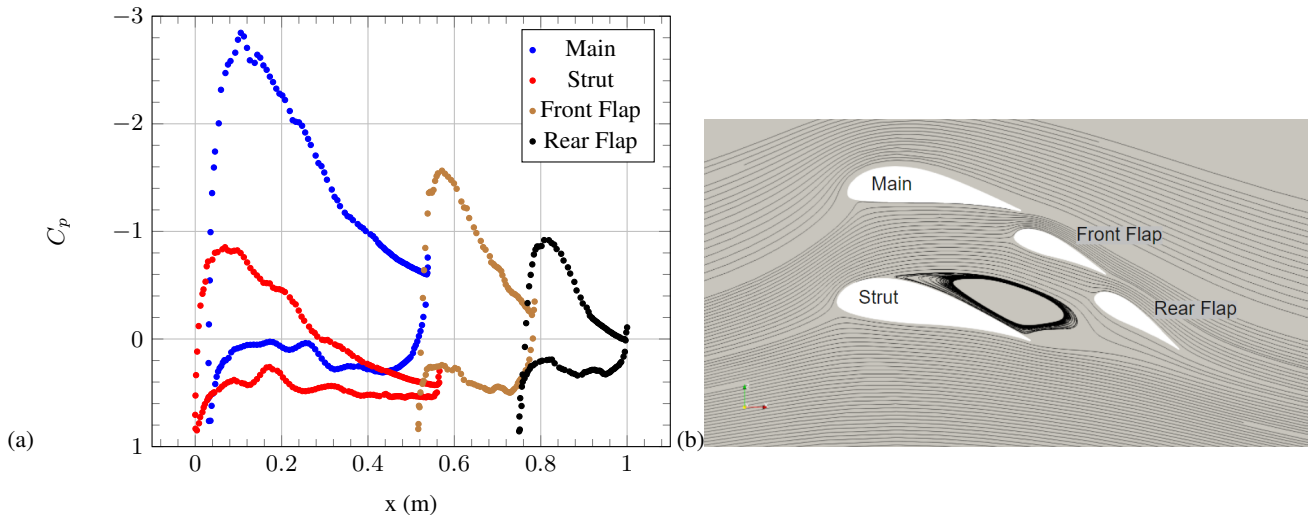 −3
−2
−1
0
1
C_p
0
0.2
0.4
0.6
0.8
1
x (m)
Main
Strut
Front Flap
Rear Flap
(a)
Main
Front Flap
Strut
Rear Flap
(b)